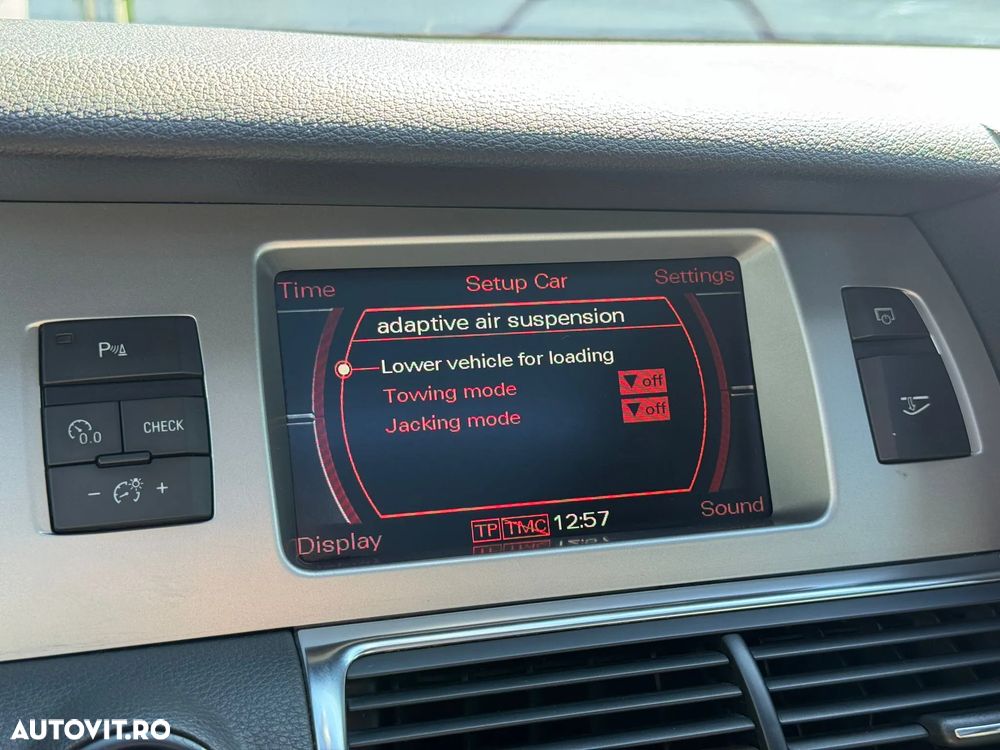 Time Setup Car Settings
adaptive air suspension
Lower vehicle for loading
Towing mode ▼ off
Jacking mode ▼ off
TP TMC 12:57
Display Sound
P
0.0 CHECK
- +
AUTOVIT.RO